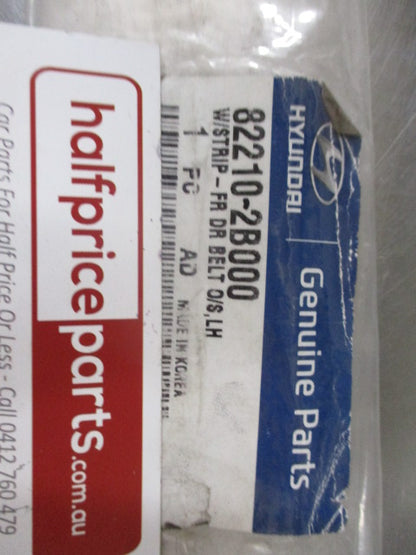 HYUNDAI Genuine Parts
82210-2B000
W/STRIP-FR DR BELT O/S,LH
1 PC AD MADE IN KOREA
halfpriceparts.com.au
Car Parts For Half Price Or Less - Call 0412 760 479